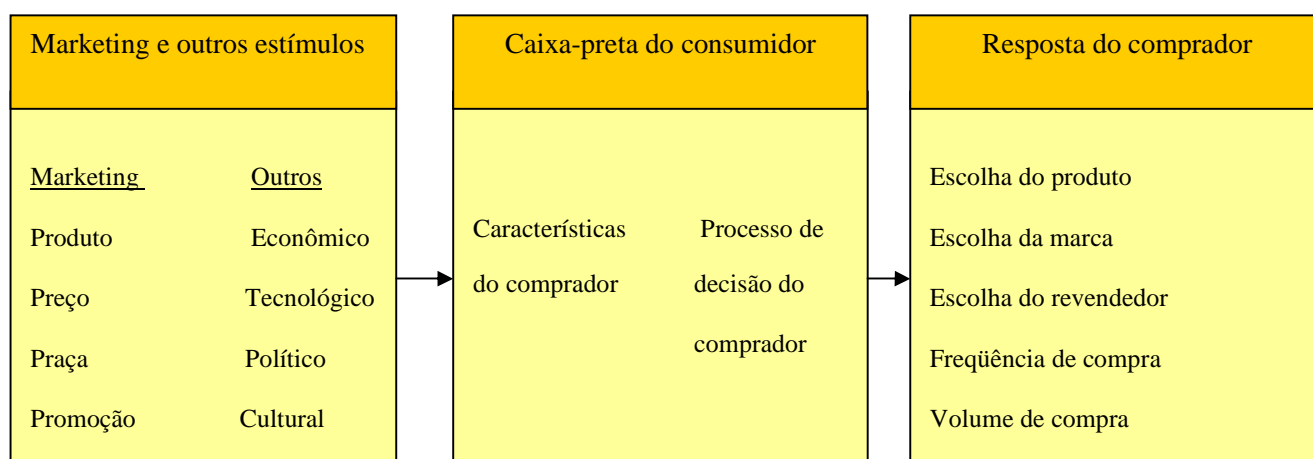 Marketing e outros estímulos
Marketing Outros
Produto Econômico
Preço Tecnológico
Praça Político
Promoção Cultural
Caixa-preta do consumidor
Características Processo de
do comprador decisão do
comprador
Resposta do comprador
Escolha do produto
Escolha da marca
Escolha do revendedor
Freqüência de compra
Volume de compra